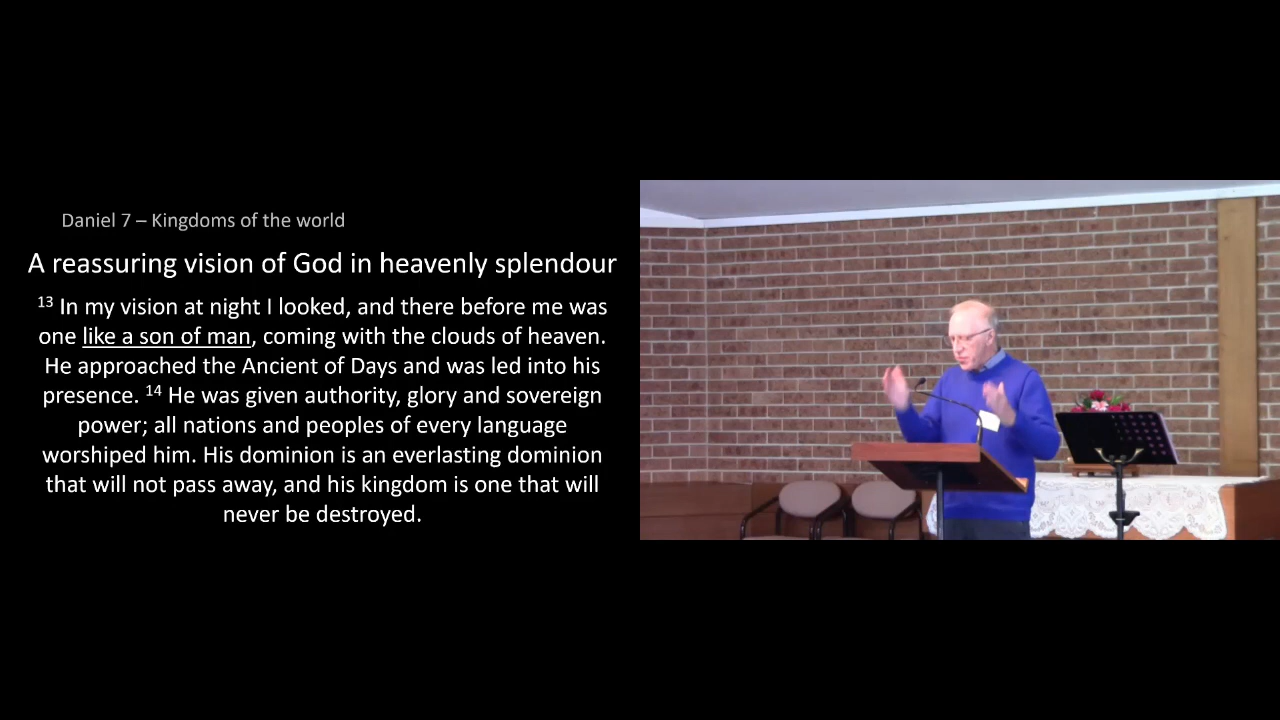 Daniel 7 – Kingdoms of the world
A reassuring vision of God in heavenly splendour
13 In my vision at night I looked, and there before me was
one like a son of man, coming with the clouds of heaven.
He approached the Ancient of Days and was led into his
presence. 14 He was given authority, glory and sovereign
power; all nations and peoples of every language
worshiped him. His dominion is an everlasting dominion
that will not pass away, and his kingdom is one that will
never be destroyed.